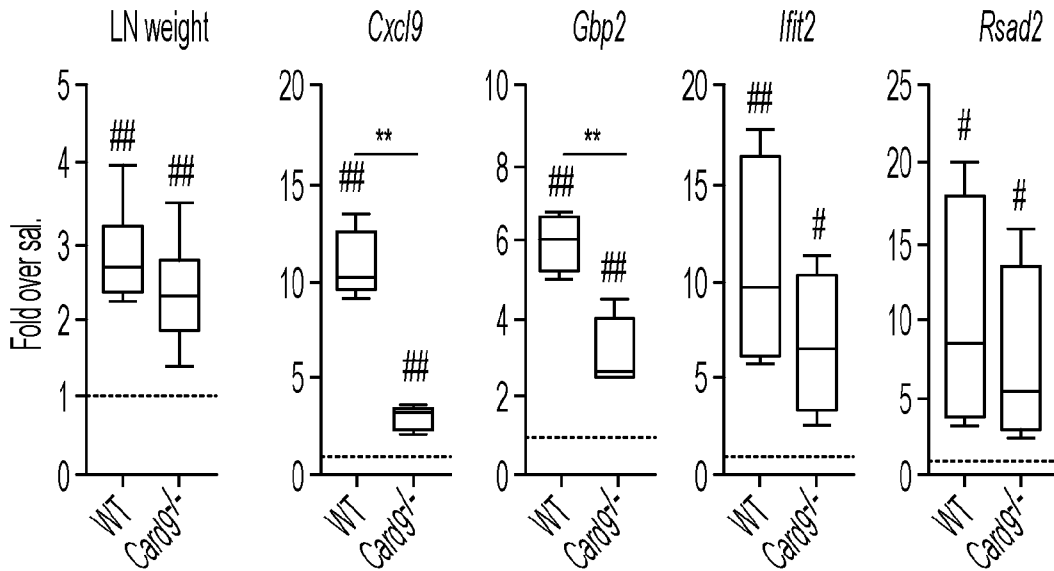 LN weight
Cxcl9
Gbp2
Ifit2
Rsad2
Fold over sal.
5
4
3
2
1
0
##
##
WT
Card9-/-
20
15
10
5
0
**
##
##
WT
Card9-/-
10
8
6
4
2
0
**
##
##
WT
Card9-/-
20
15
10
5
0
##
#
WT
Card9-/-
25
20
15
10
5
0
#
#
WT
Card9-/-